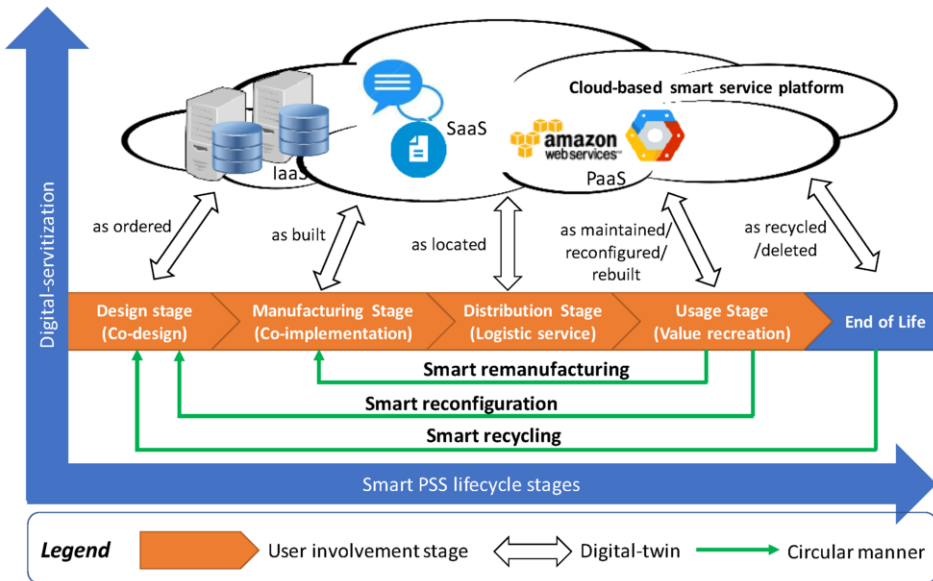 Cloud-based smart service platform
SaaS
IaaS
amazon
webservices™
PaaS
as ordered
as built
as located
as maintained/
reconfigured/
rebuilt
as recycled
/deleted
Digital-servitization
Design stage
(Co-design)
Manufacturing Stage
(Co-implementation)
Distribution Stage
(Logistic service)
Usage Stage
(Value recreation)
End of Life
Smart remanufacturing
Smart reconfiguration
Smart recycling
Smart PSS lifecycle stages
Legend
User involvement stage
Digital-twin
Circular manner